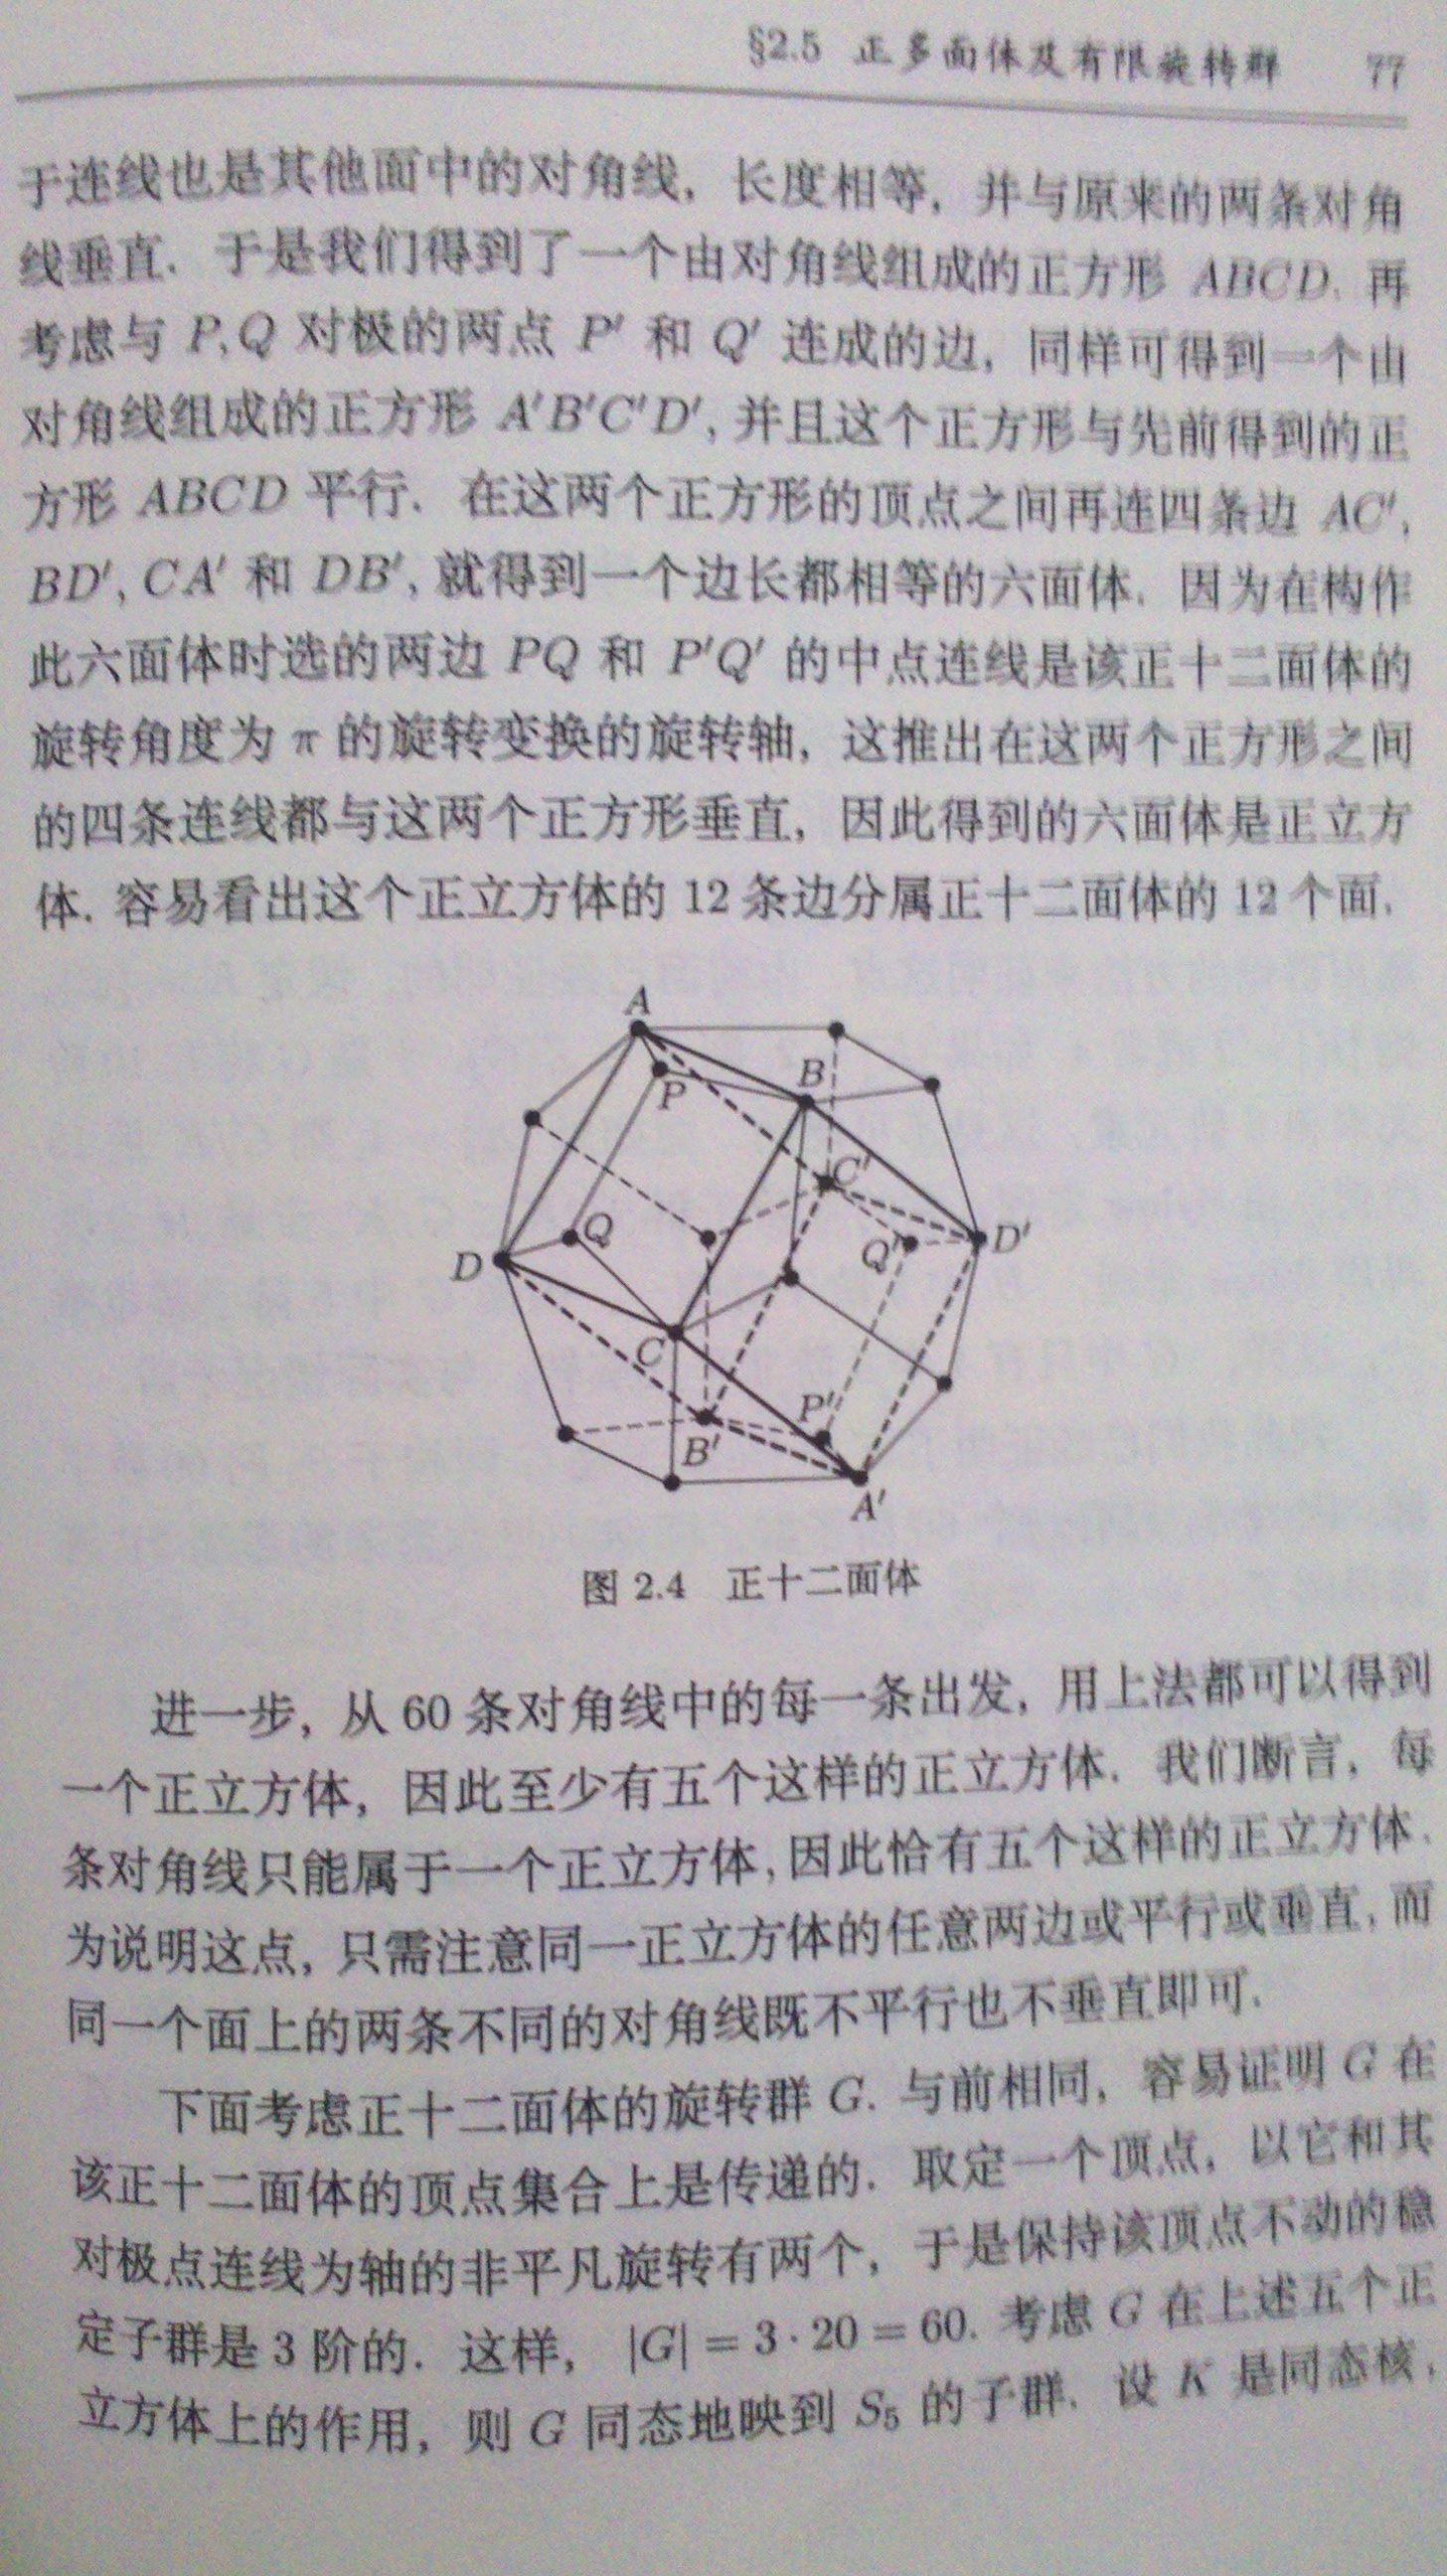 §2.5 正多面体及有限旋转群 77
于连线也是其他面中的对角线, 长度相等, 并与原来的两条对角
线垂直. 于是我们得到了一个由对角线组成的正方形 ABCD. 再
考虑与 P,Q 对极的两点 P′ 和 Q′ 连成的边, 同样可得到一个由
对角线组成的正方形 A′B′C′D′, 并且这个正方形与先前得到的正
方形 ABCD 平行. 在这两个正方形的顶点之间再连四条边 AC′,
BD′, CA′ 和 DB′, 就得到一个边长都相等的六面体. 因为在构作
此六面体时选的两边 PQ 和 P′Q′ 的中点连线是该正十二面体的
旋转角度为 π 的旋转变换的旋转轴, 这推出在这两个正方形之间
的四条连线都与这两个正方形垂直, 因此得到的六面体是正立方
体. 容易看出这个正立方体的 12 条边分属正十二面体的 12 个面.
A
B
P
C′
Q
Q′
D′
D
C
P′
B′
A′
图 2.4 正十二面体
进一步, 从 60 条对角线中的每一条出发, 用上法都可以得到
一个正立方体, 因此至少有五个这样的正立方体. 我们断言, 每
条对角线只能属于一个正立方体, 因此恰有五个这样的正立方体.
为说明这点, 只需注意同一正立方体的任意两边或平行或垂直, 而
同一个面上的两条不同的对角线既不平行也不垂直即可.
下面考虑正十二面体的旋转群 G. 与前相同, 容易证明 G 在
该正十二面体的顶点集合上是传递的. 取定一个顶点, 以它和其
对极点连线为轴的非平凡旋转有两个, 于是保持该顶点不动的稳
定子群是 3 阶的. 这样, |G| = 3 · 20 = 60. 考虑 G 在上述五个正
立方体上的作用, 则 G 同态地映到 S₅ 的子群. 设 K 是同态核,